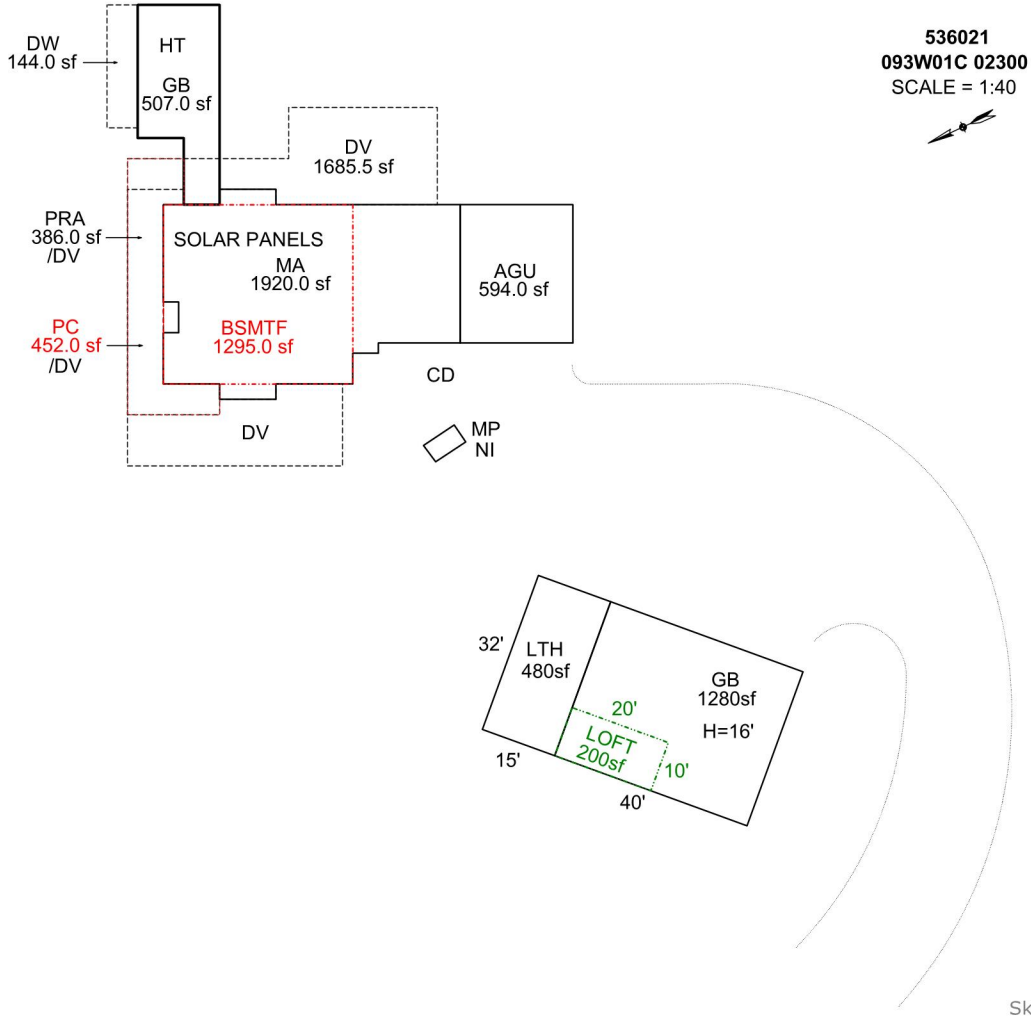 536021
093W01C 02300
SCALE = 1:40
DW
144.0 sf
HT
GB
507.0 sf
DV
1685.5 sf
PRA
386.0 sf
/DV
SOLAR PANELS
MA
1920.0 sf
AGU
594.0 sf
PC
452.0 sf
/DV
BSMTF
1295.0 sf
CD
DV
MP
NI
32'
LTH
480sf
GB
1280sf
H=16'
20'
LOFT
200sf
10'
15'
40'
Sk